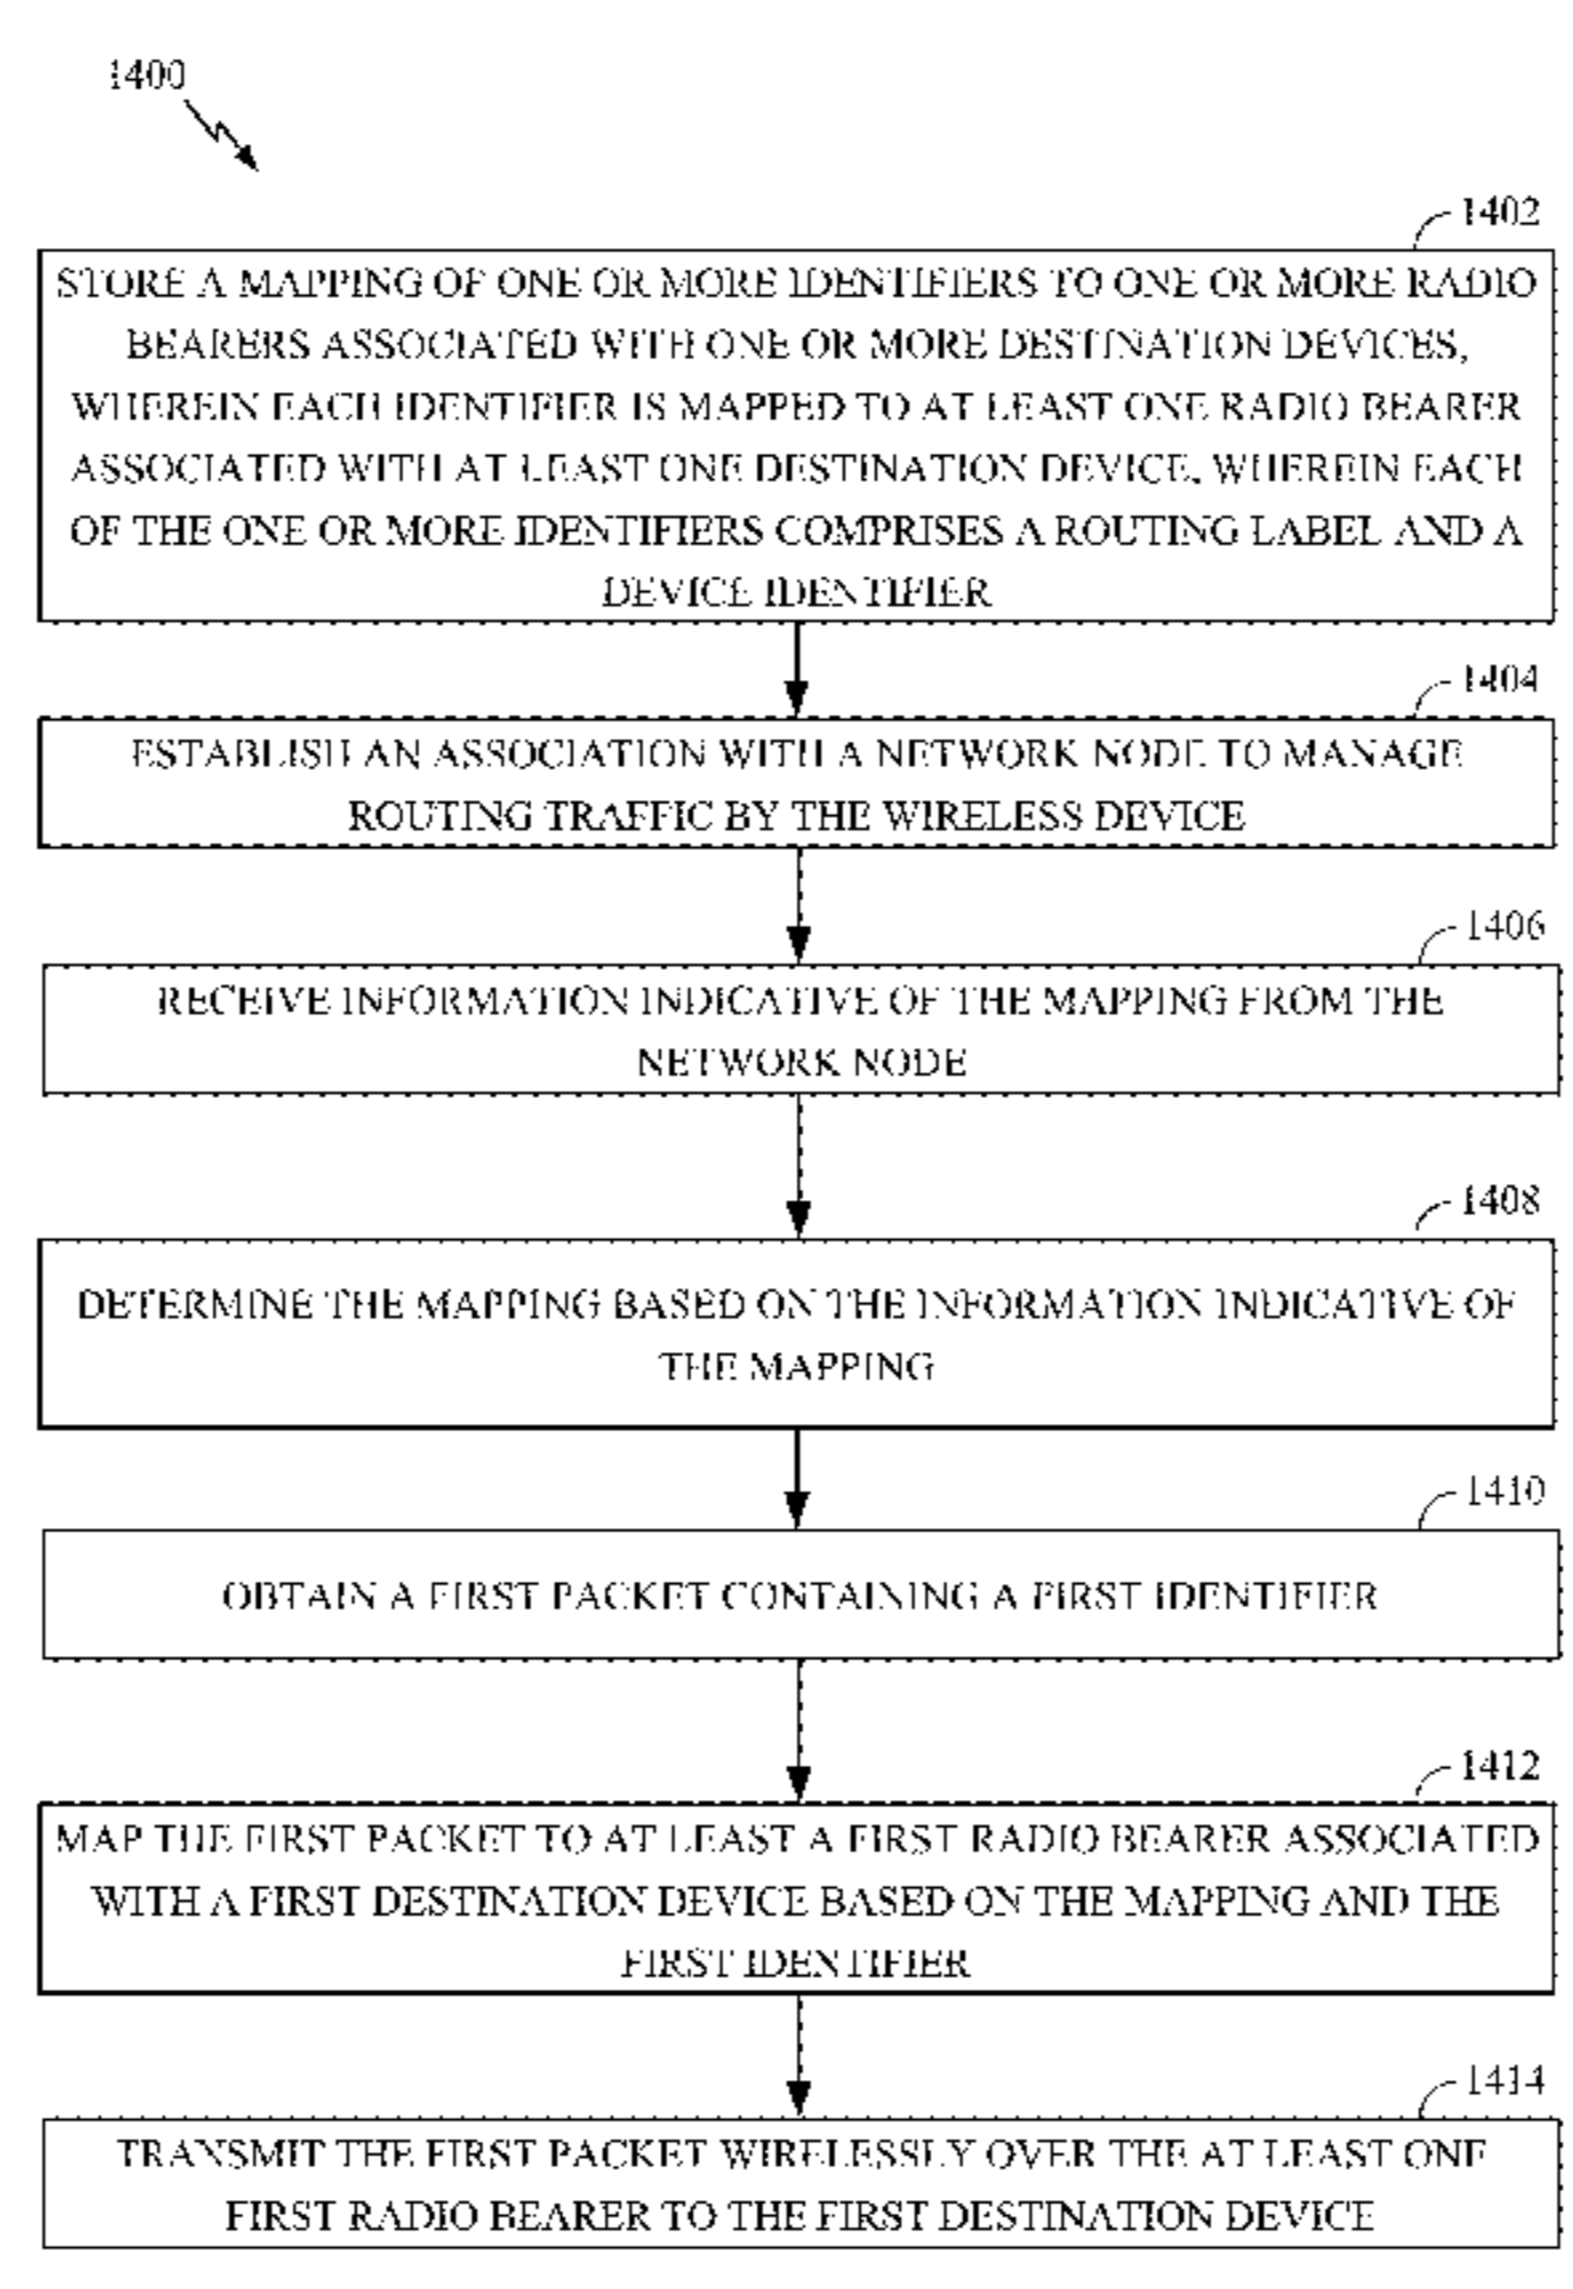 1400
1402
STORE A MAPPING OF ONE OR MORE IDENTIFIERS TO ONE OR MORE RADIO
BEARERS ASSOCIATED WITH ONE OR MORE DESTINATION DEVICES,
WHEREIN EACH IDENTIFIER IS MAPPED TO AT LEAST ONE RADIO BEARER
ASSOCIATED WITH AT LEAST ONE DESTINATION DEVICE, WHEREIN EACH
OF THE ONE OR MORE IDENTIFIERS COMPRISES A ROUTING LABEL AND A
DEVICE IDENTIFIER
1404
ESTABLISH AN ASSOCIATION WITH A NETWORK NODE TO MANAGE
ROUTING TRAFFIC BY THE WIRELESS DEVICE
1406
RECEIVE INFORMATION INDICATIVE OF THE MAPPING FROM THE
NETWORK NODE
1408
DETERMINE THE MAPPING BASED ON THE INFORMATION INDICATIVE OF
THE MAPPING
1410
OBTAIN A FIRST PACKET CONTAINING A FIRST IDENTIFIER
1412
MAP THE FIRST PACKET TO AT LEAST A FIRST RADIO BEARER ASSOCIATED
WITH A FIRST DESTINATION DEVICE BASED ON THE MAPPING AND THE
FIRST IDENTIFIER
1414
TRANSMIT THE FIRST PACKET WIRELESSLY OVER THE AT LEAST ONE
FIRST RADIO BEARER TO THE FIRST DESTINATION DEVICE